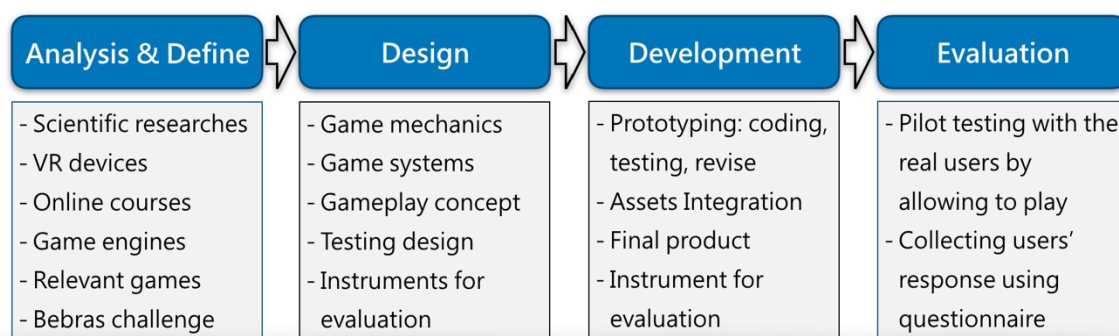 Analysis & Define
Design
Development
Evaluation
- Scientific researches
- VR devices
- Online courses
- Game engines
- Relevant games
- Bebras challenge
- Game mechanics
- Game systems
- Gameplay concept
- Testing design
- Instruments for
evaluation
- Prototyping: coding,
testing, revise
- Assets Integration
- Final product
- Instrument for
evaluation
- Pilot testing with the
real users by
allowing to play
- Collecting users’
response using
questionnaire